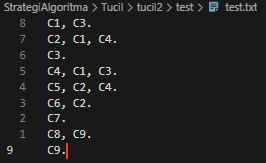 StrategiAlgoritma > Tucil > tucil2 > test > test.txt
8 C1, C3.
7 C2, C1, C4.
6 C3.
5 C4, C1, C3.
4 C5, C2, C4.
3 C6, C2.
2 C7.
1 C8, C9.
9 C9.